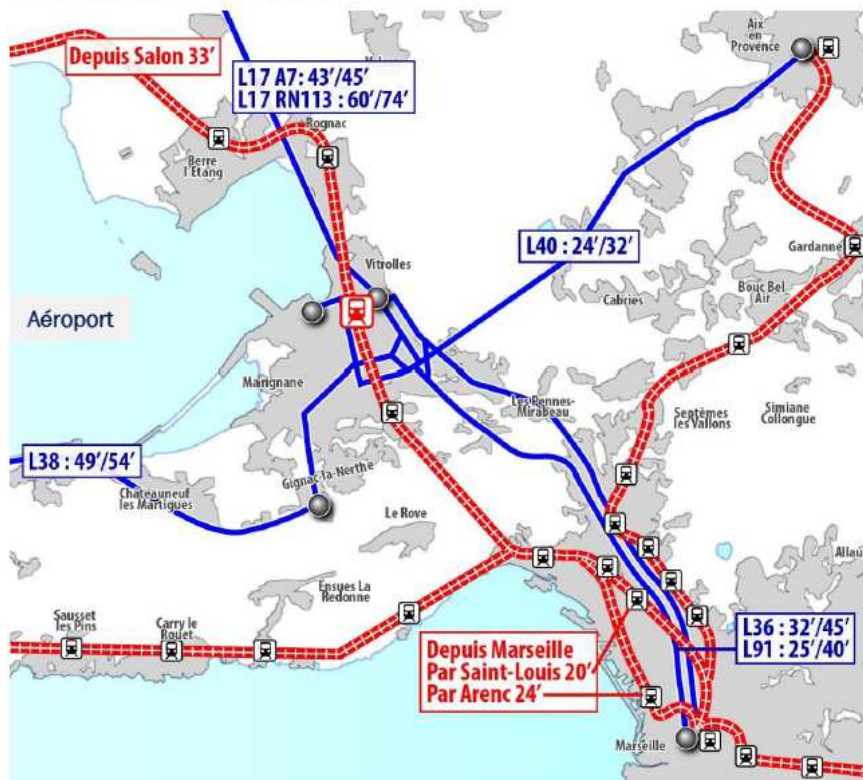 Aix
en
Provence
Depuis Salon 33'
L17 A7: 43'/45'
L17 RN113 : 60'/74'
Rognac
Berre
l'Etang
L40 : 24'/32'
Gardanne
Vitrolles
Cabriès
Bouc Bel
Air
Aéroport
Marignane
Les Pennes-
Mirabeau
Septèmes
les Vallons
Simiane
Collongue
L38 : 49'/54'
Gignac-la-Nerthe
Chateauneuf
les Martigues
Le Rove
Allau
Ensues La
Redonne
Sausset
les Pins
Carry le
Rouet
Depuis Marseille
Par Saint-Louis 20'
Par Arenc 24'
L36 : 32'/45'
L91 : 25'/40'
Marseille